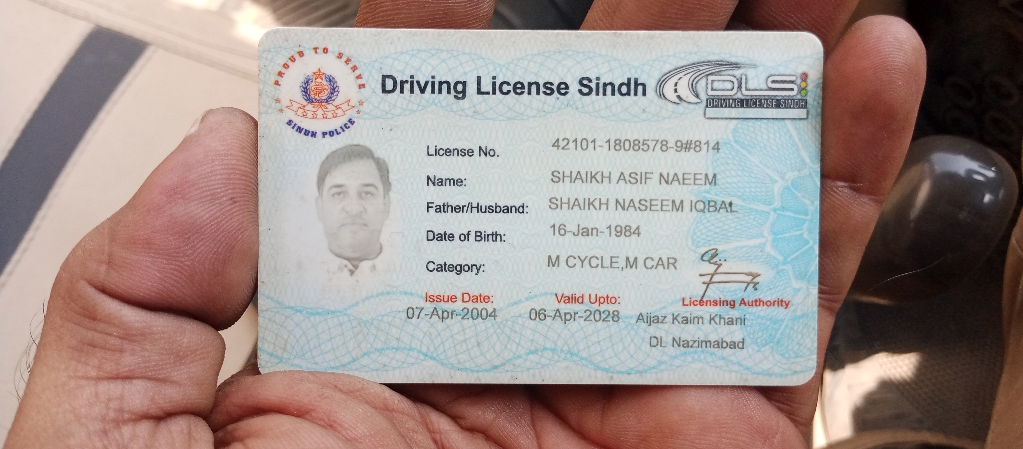 PROUD TO SERVE
SINDH POLICE
Driving License Sindh
DLS
DRIVING LICENSE SINDH
License No. 42101-1808578-9#814
Name: SHAIKH ASIF NAEEM
Father/Husband: SHAIKH NASEEM IQBAL
Date of Birth: 16-Jan-1984
Category: M CYCLE,M CAR
Issue Date: Valid Upto: Licensing Authority
07-Apr-2004 06-Apr-2028 Aijaz Kaim Khani
DL Nazimabad